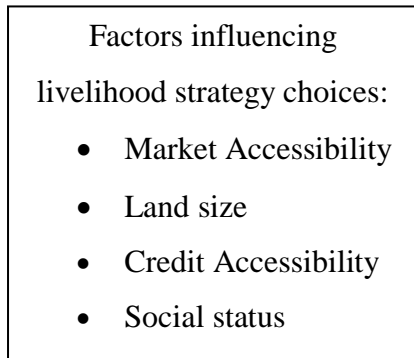 Factors influencing
livelihood strategy choices:
• Market Accessibility
• Land size
• Credit Accessibility
• Social status